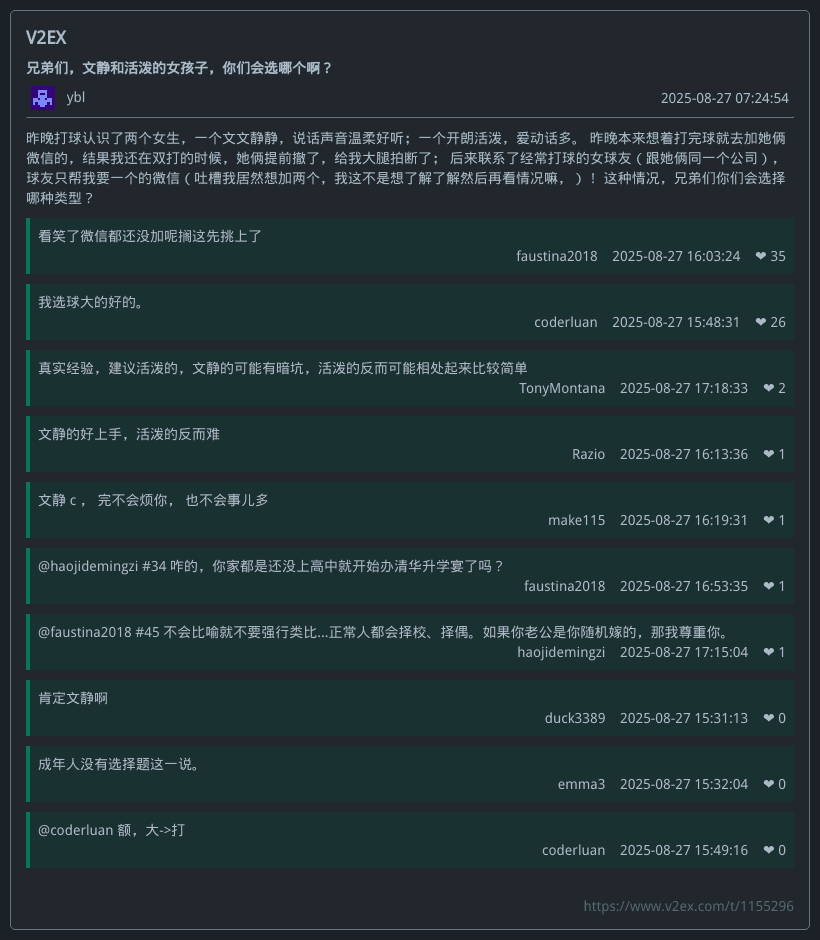 V2EX
兄弟们，文静和活泼的女孩子，你们会选哪个啊？
ybl
2025-08-27 07:24:54
昨晚打球认识了两个女生，一个文文静静，说话声音温柔好听；一个开朗活泼，爱动话多。 昨晚本来想着打完球就去加她俩
微信的，结果我还在双打的时候，她俩提前撤了，给我大腿拍断了； 后来联系了经常打球的女球友（跟她俩同一个公司），
球友只帮我要一个的微信（吐槽我居然想加两个，我这不是想了解了解然后再看情况嘛，）！这种情况，兄弟们你们会选择
哪种类型？
看笑了微信都还没加呢搁这先挑上了
faustina2018 2025-08-27 16:03:24 ❤ 35
我选球大的好的。
coderluan 2025-08-27 15:48:31 ❤ 26
真实经验，建议活泼的，文静的可能有暗坑，活泼的反而可能相处起来比较简单
TonyMontana 2025-08-27 17:18:33 ❤ 2
文静的好上手，活泼的反而难
Razio 2025-08-27 16:13:36 ❤ 1
文静 c ， 完不会烦你， 也不会事儿多
make115 2025-08-27 16:19:31 ❤ 1
@haojidemingzi #34 咋的，你家都是还没上高中就开始办清华升学宴了吗？
faustina2018 2025-08-27 16:53:35 ❤ 1
@faustina2018 #45 不会比喻就不要强行类比...正常人都会择校、择偶。如果你老公是你随机嫁的，那我尊重你。
haojidemingzi 2025-08-27 17:15:04 ❤ 1
肯定文静啊
duck3389 2025-08-27 15:31:13 ❤ 0
成年人没有选择题这一说。
emma3 2025-08-27 15:32:04 ❤ 0
@coderluan 额，大->打
coderluan 2025-08-27 15:49:16 ❤ 0
https://www.v2ex.com/t/1155296